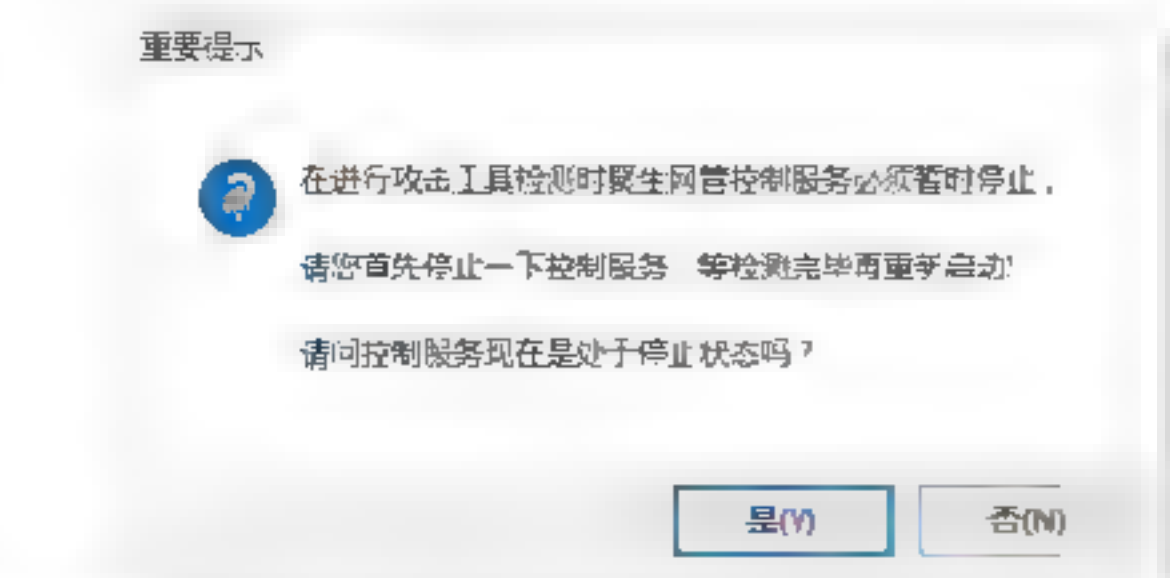 重要提示
在进行攻击工具检测时聚生网管控制服务必须暂时停止，
请您首先停止一下控制服务 等检测完毕再重新启动!
请问控制服务现在是处于停止状态吗？
是(Y)
否(N)